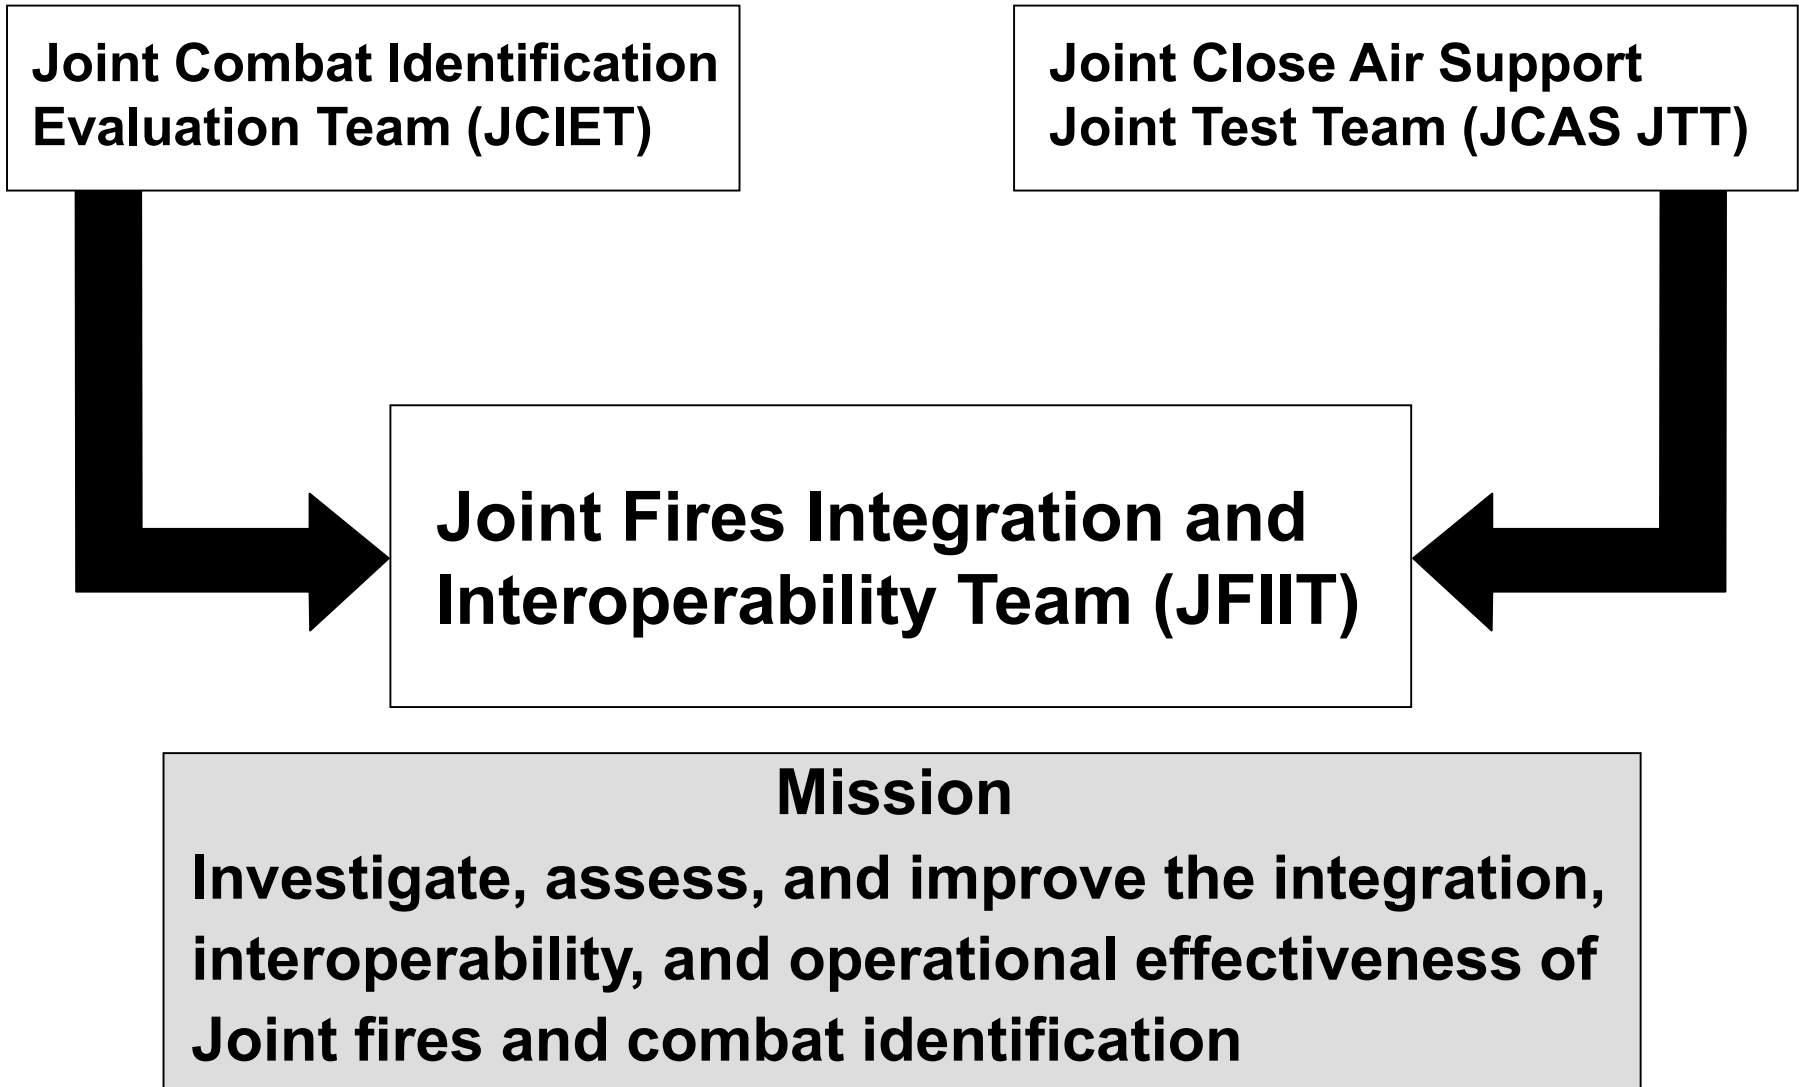 Joint Combat Identification
Evaluation Team (JCIET)
Joint Close Air Support
Joint Test Team (JCAS JTT)
Joint Fires Integration and
Interoperability Team (JFIIT)
Mission
Investigate, assess, and improve the integration,
interoperability, and operational effectiveness of
Joint fires and combat identification